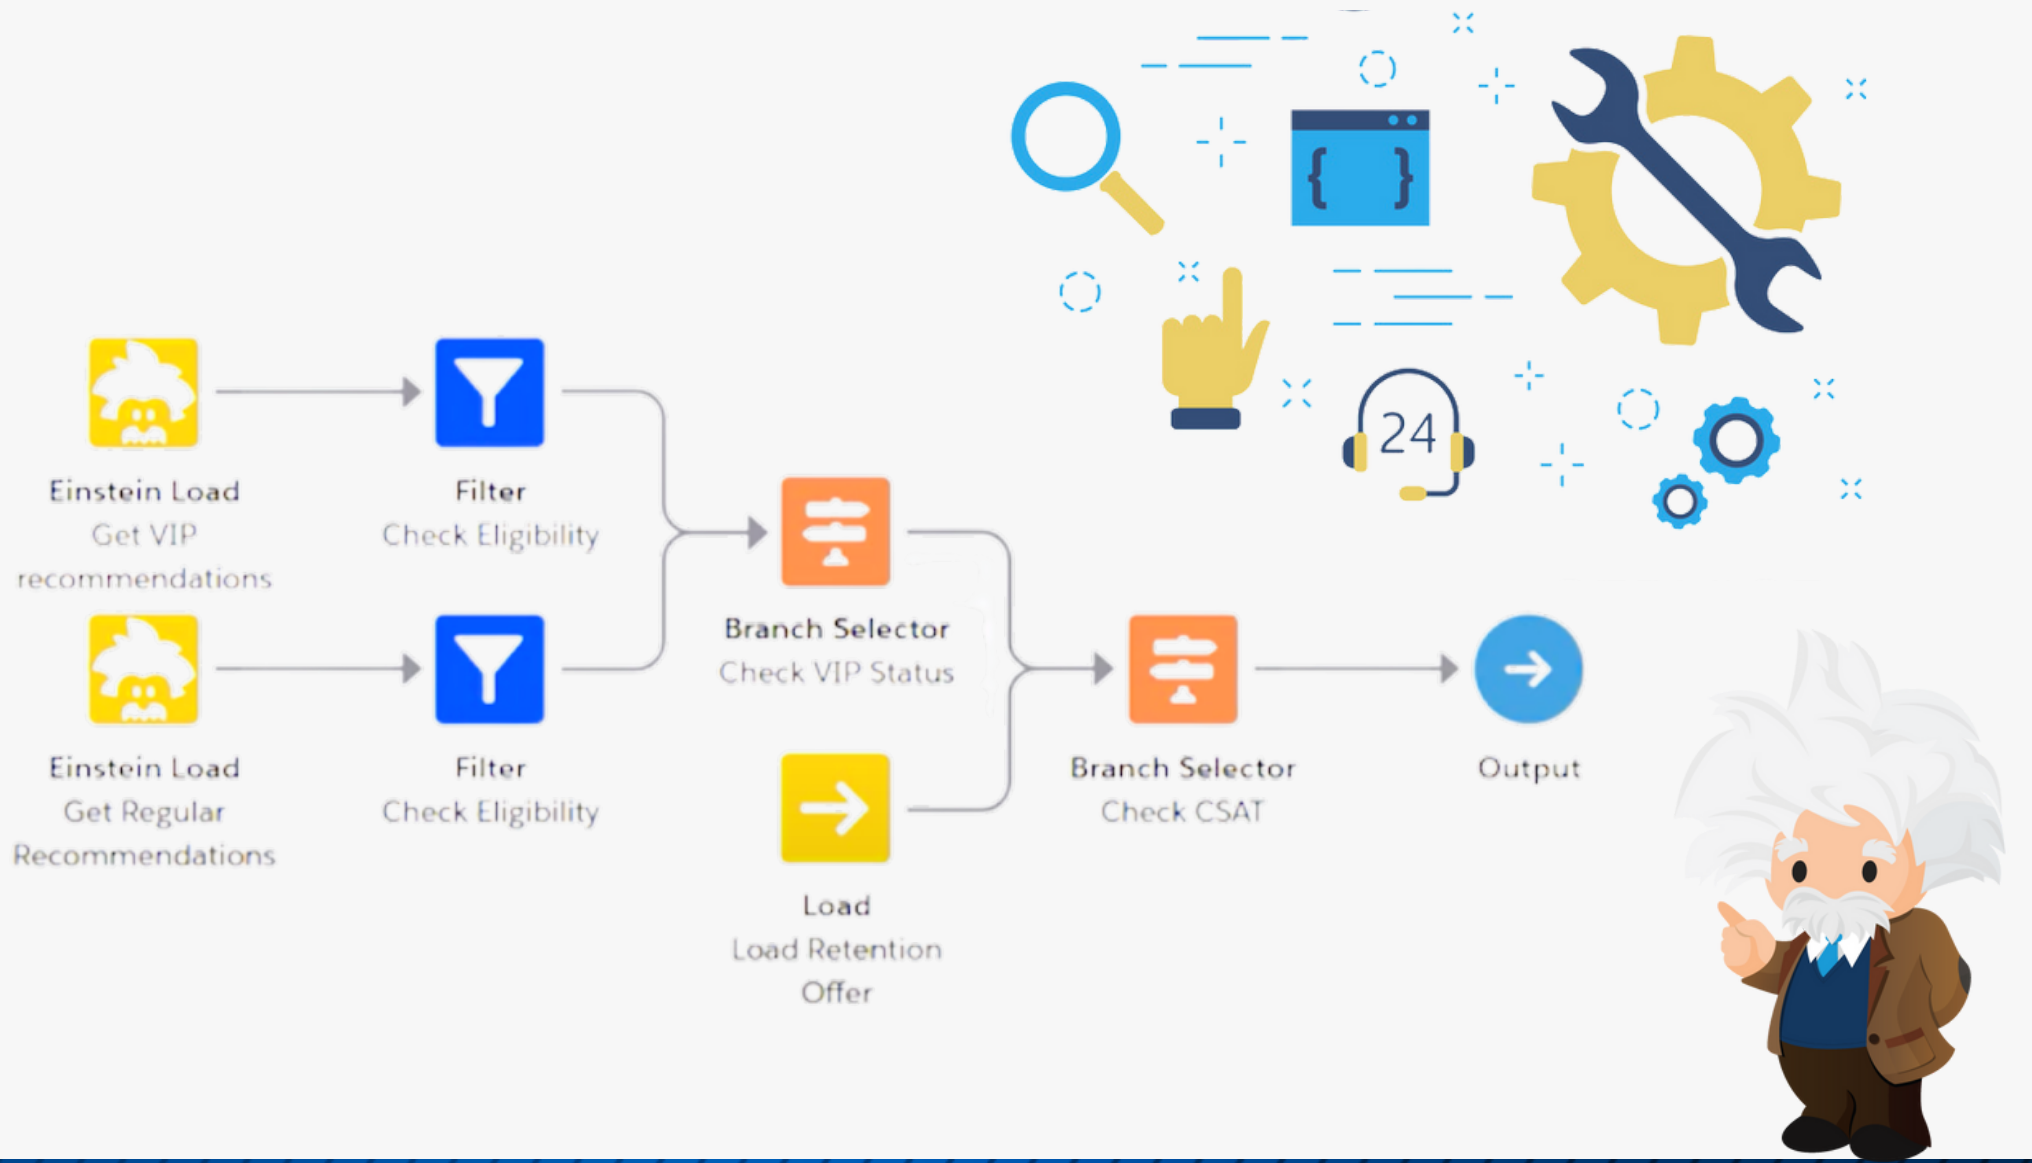 { }
24
Einstein Load
Get VIP
recommendations
Filter
Check Eligibility
Einstein Load
Get Regular
Recommendations
Filter
Check Eligibility
Branch Selector
Check VIP Status
Load
Load Retention
Offer
Branch Selector
Check CSAT
Output